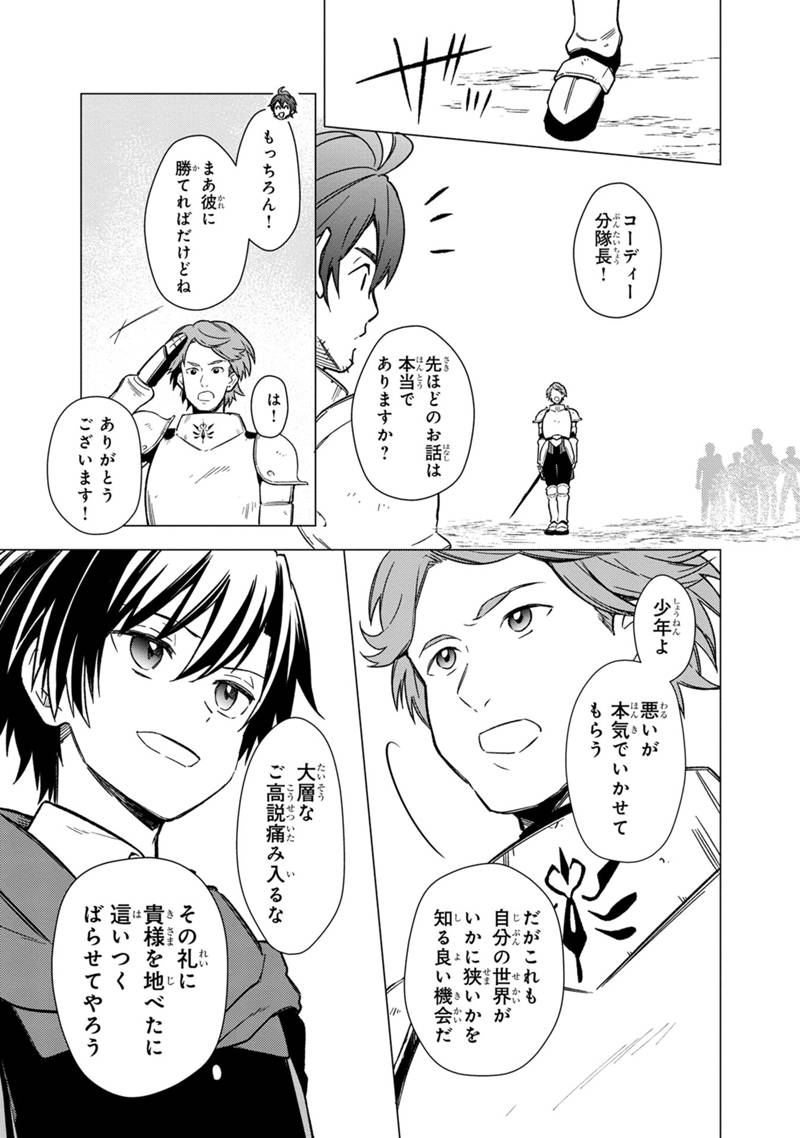 コーディー
分隊長！
先ほどのお話は
本当で
ありますか？
もっちろん！
まあ彼に
勝てればだけどね
は！
ありがとう
ございます！
少年よ
悪いが
本気でいかせて
もらう
だがこれも
自分の世界が
いかに狭いかを
知る良い機会だ
大層な
ご高説痛み入るな
その礼に
貴様を地べたに
這いつく
ばらせてやろう